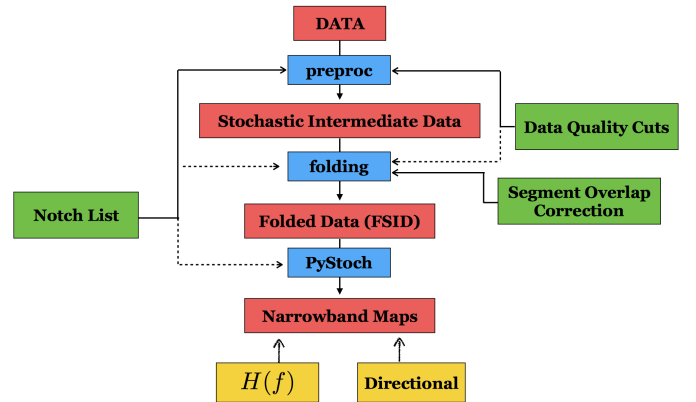 DATA
preproc
Stochastic Intermediate Data
Data Quality Cuts
folding
Segment Overlap
Correction
Notch List
Folded Data (FSID)
PyStoch
Narrowband Maps
H(f)
Directional